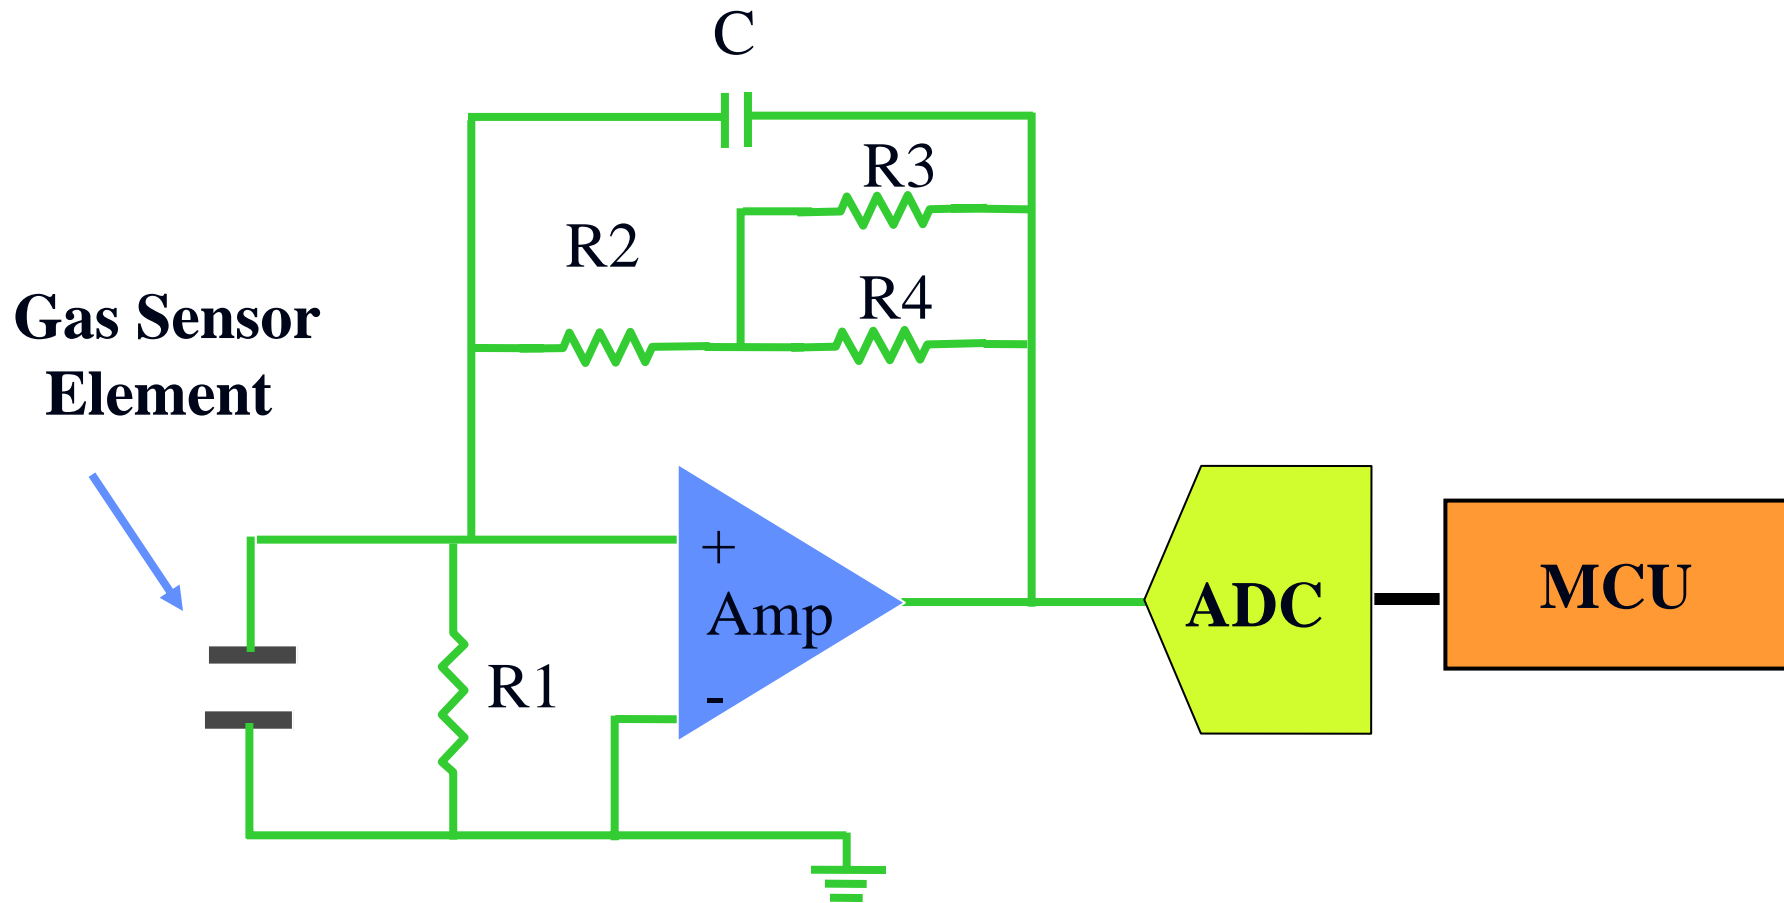 C
R3
R2
R4
Gas Sensor
Element
+
Amp
-
R1
ADC
MCU